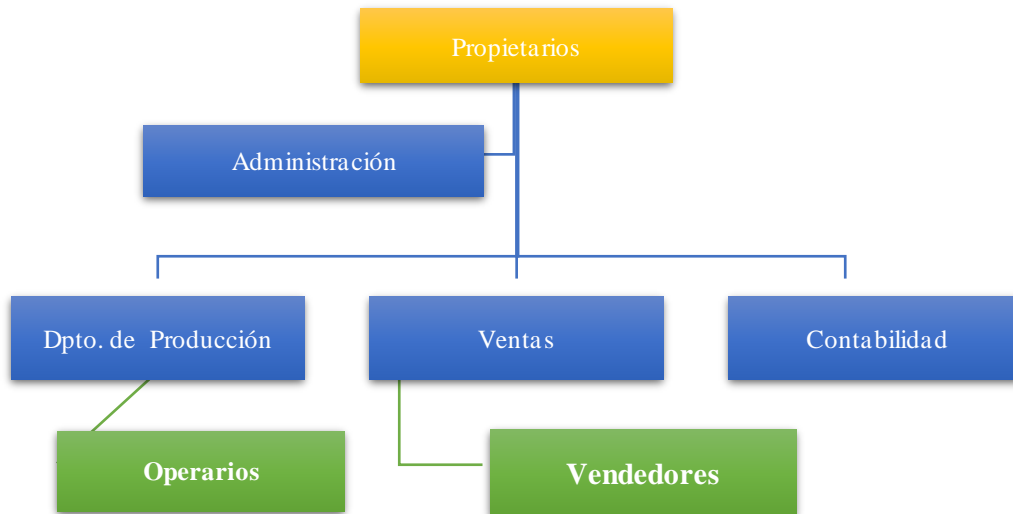 Propietarios
Administración
Dpto. de Producción
Ventas
Contabilidad
Operarios
Vendedores